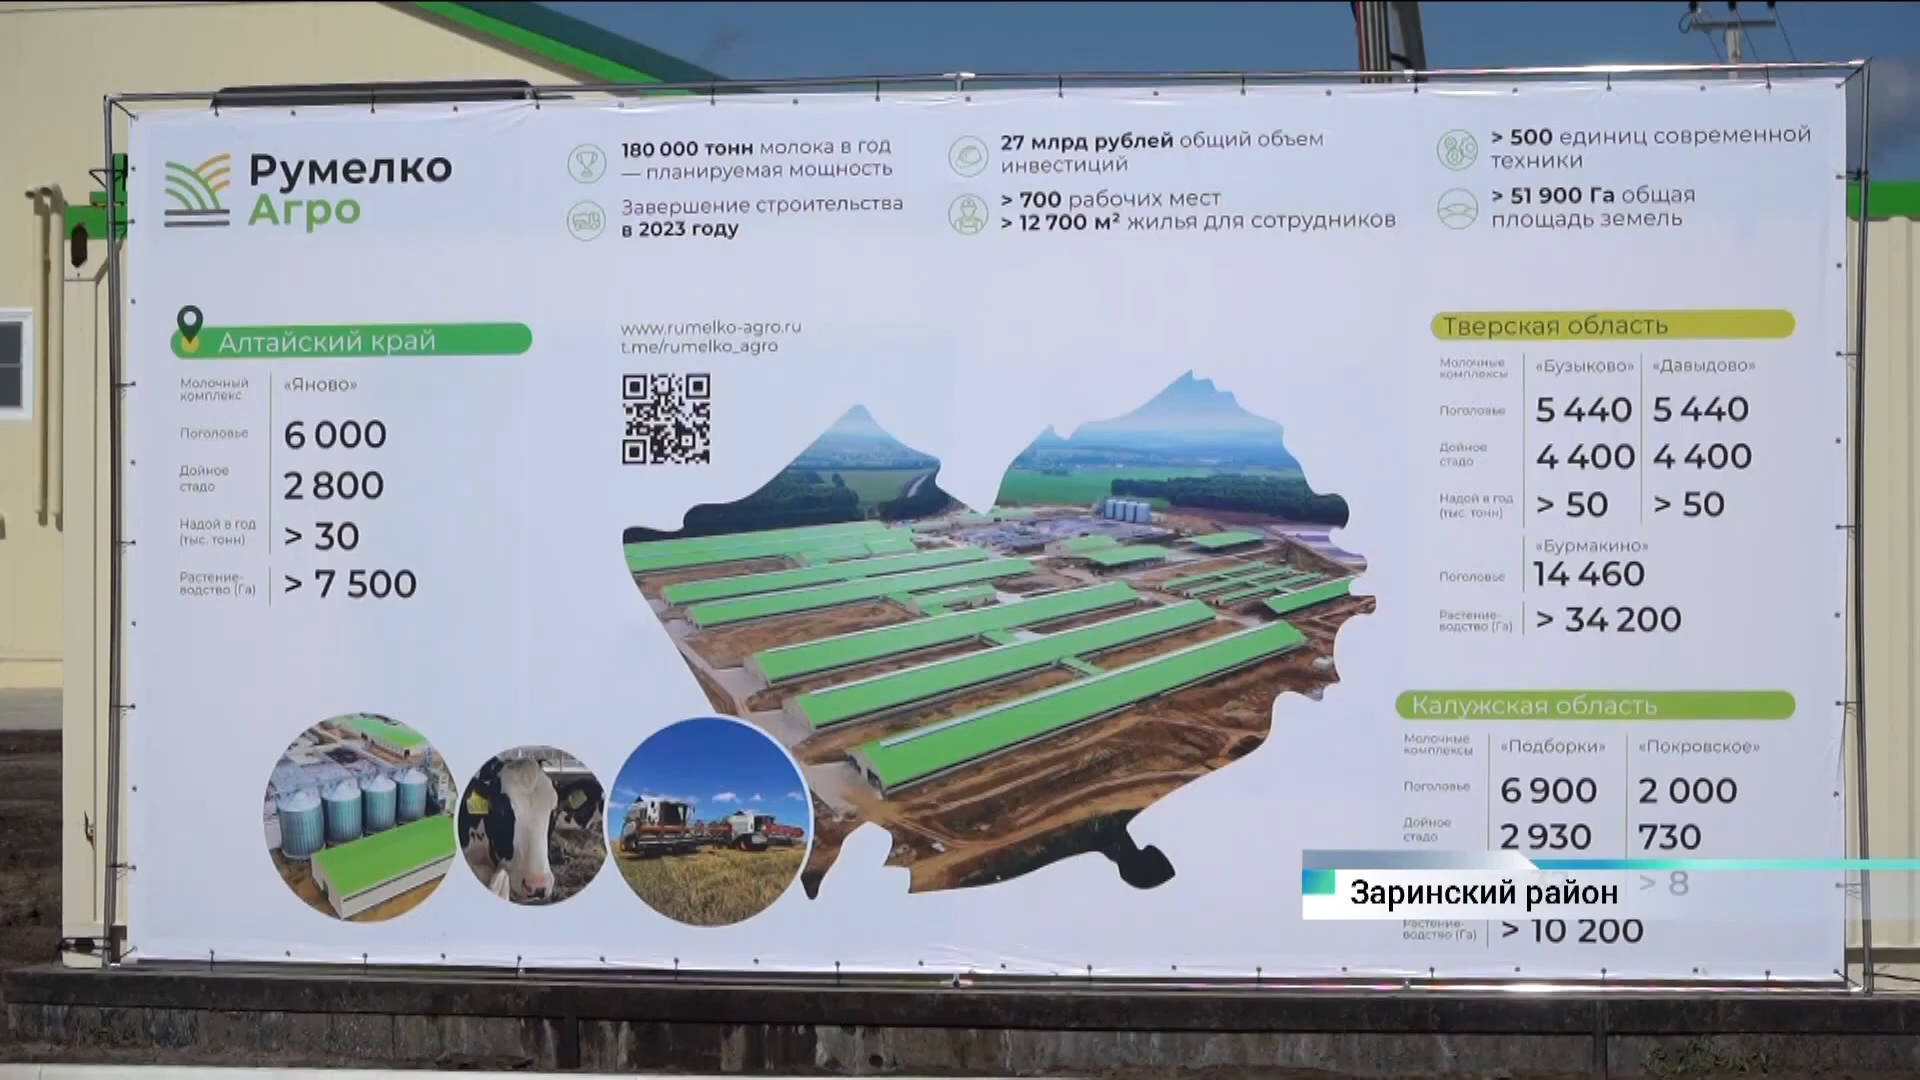 Румелко
Агро
180 000 тонн молока в год
— планируемая мощность
Завершение строительства
в 2023 году
27 млрд рублей общий объем
инвестиций
> 700 рабочих мест
> 12 700 м² жилья для сотрудников
> 500 единиц современной
техники
> 51 900 Га общая
площадь земель
Алтайский край
Молочный
комплекс
«Яново»
Поголовье
6 000
Дойное
стадо
2 800
Надой в год
(тыс. тонн)
> 30
Растение-
водство (Га)
> 7 500
www.rumelko-agro.ru
t.me/rumelko_agro
Тверская область
Молочные
комплексы
«Бузыково» «Давыдово»
Поголовье
5 440 5 440
Дойное
стадо
4 400 4 400
Надой в год
(тыс. тонн)
> 50 > 50
«Бурмакино»
Поголовье
14 460
Растение-
водство (Га)
> 34 200
Калужская область
Молочные
комплексы
«Подборки» «Покровское»
Поголовье
6 900 2 000
Дойное
стадо
2 930 730
> 8
Заринский район
Растение-
водство (Га)
> 10 200